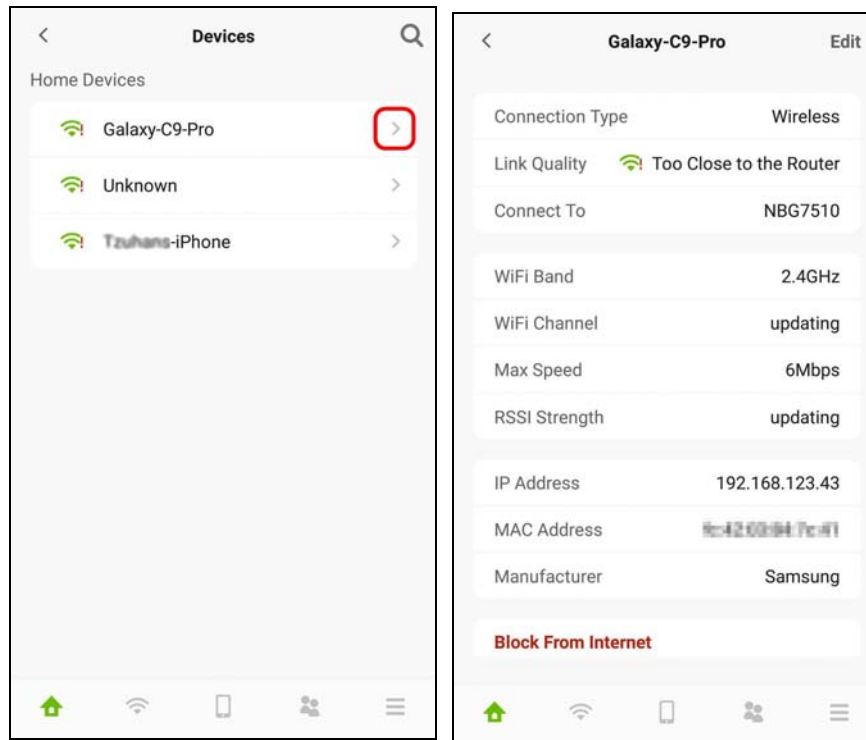 Devices
Home Devices
Galaxy-C9-Pro
Unknown
-iPhone
Galaxy-C9-Pro Edit
Connection Type Wireless
Link Quality Too Close to the Router
Connect To NBG7510
WiFi Band 2.4GHz
WiFi Channel updating
Max Speed 6Mbps
RSSI Strength updating
IP Address 192.168.123.43
MAC Address
Manufacturer Samsung
Block From Internet